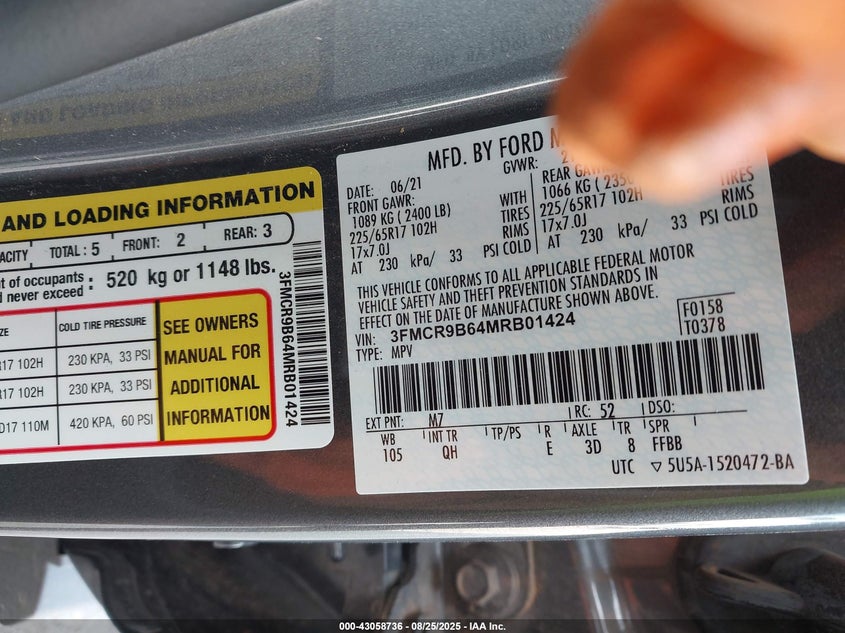 AND LOADING INFORMATION
TOTAL: 5 FRONT: 2 REAR: 3
of occupants
never exceed : 520 kg or 1148 lbs.
COLD TIRE PRESSURE
17 102H 230 KPA, 33 PSI
17 102H 230 KPA, 33 PSI
D17 110M 420 KPA, 60 PSI
SEE OWNERS
MANUAL FOR
ADDITIONAL
INFORMATION
3FMCR9B64MRB01424
MFD. BY FORD
DATE: 06/21 GVWR:
FRONT GAWR: REAR GAWR
1089 KG ( 2400 LB) WITH 1066 KG (
225/65R17 102H TIRES 225/65R17 102H TIRES
17x7.0J RIMS 17x7.0J RIMS
AT 230 kPa/ 33 PSI COLD AT 230 kPa/ 33 PSI COLD
THIS VEHICLE CONFORMS TO ALL APPLICABLE FEDERAL MOTOR
VEHICLE SAFETY AND THEFT PREVENTION STANDARDS IN
EFFECT ON THE DATE OF MANUFACTURE SHOWN ABOVE.
VIN: 3FMCR9B64MRB01424
TYPE: MPV
F0158
T0378
EXT PNT: M7 RC: 52 DSO:
WB INT TR TP/PS R AXLE TR SPR
105 QH E 3D 8 FFBB
UTC ▽ 5U5A-1520472-BA
000-43058736 - 08/25/2025 - IAA Inc.